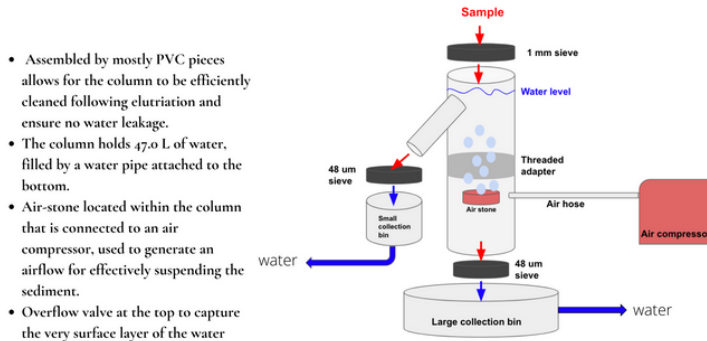 • Assembled by mostly PVC pieces
allows for the column to be efficiently
cleaned following elutriation and
ensure no water leakage.
• The column holds 47.0 L of water,
filled by a water pipe attached to the
bottom.
• Air-stone located within the column
that is connected to an air
compressor, used to generate an
airflow for effectively suspending the
sediment.
• Overflow valve at the top to capture
the very surface layer of the water
Sample
1 mm sieve
Water level
48 um
sieve
Threaded
adapter
Air stone
Air hose
Air compresso
Small
collection
bin
water
48 um
sieve
Large collection bin
water